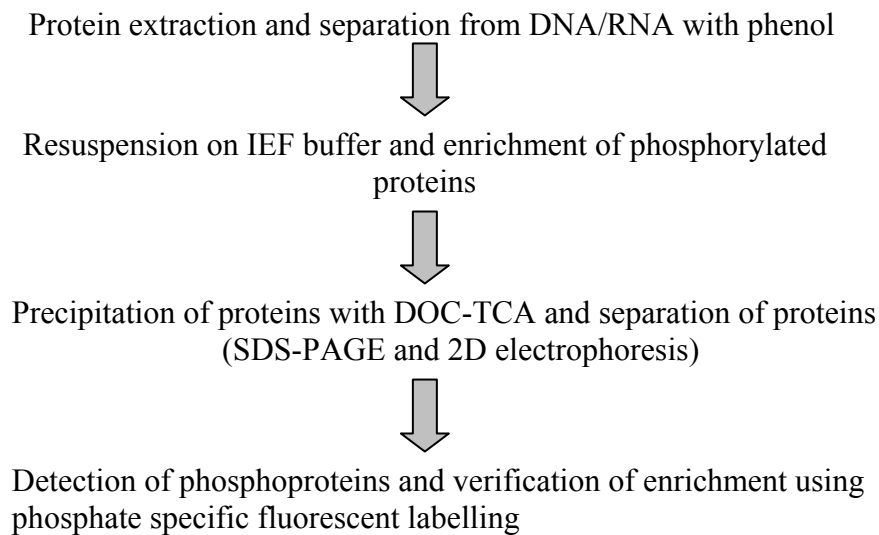 Protein extraction and separation from DNA/RNA with phenol
Resuspension on IEF buffer and enrichment of phosphorylated
proteins
Precipitation of proteins with DOC-TCA and separation of proteins
(SDS-PAGE and 2D electrophoresis)
Detection of phosphoproteins and verification of enrichment using
phosphate specific fluorescent labelling